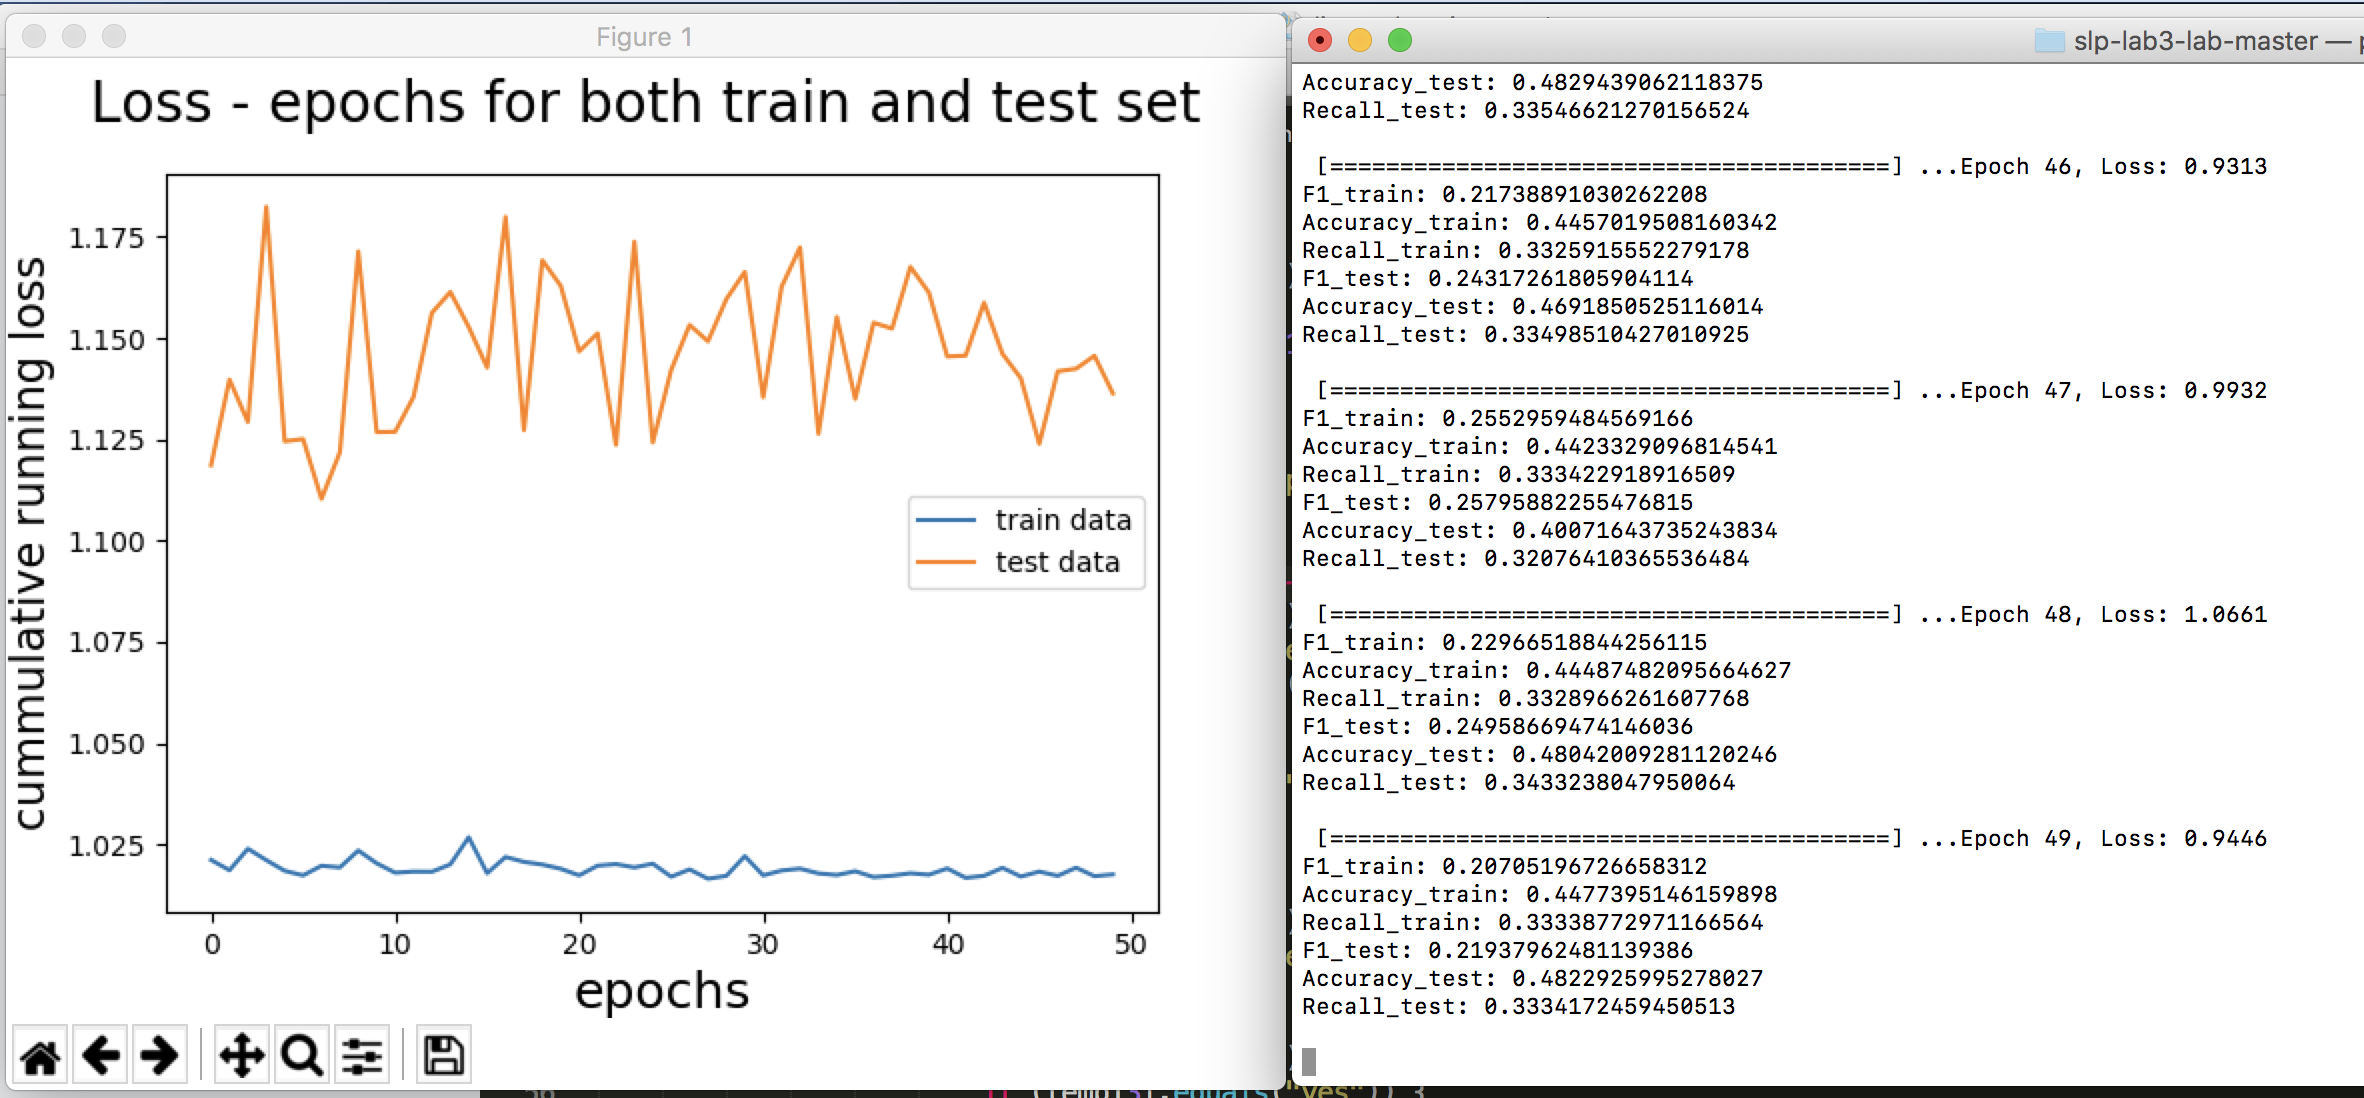 Figure 1
Loss - epochs for both train and test set
cummulative running loss
1.175
1.150
1.125
1.100
1.075
1.050
1.025
train data
test data
0 10 20 30 40 50
epochs
slp-lab3-lab-master —
Accuracy_test: 0.4829439062118375
Recall_test: 0.33546621270156524
[========================================] ...Epoch 46, Loss: 0.9313
F1_train: 0.21738891030262208
Accuracy_train: 0.4457019508160342
Recall_train: 0.3325915552279178
F1_test: 0.24317261805904114
Accuracy_test: 0.4691850525116014
Recall_test: 0.33498510427010925
[========================================] ...Epoch 47, Loss: 0.9932
F1_train: 0.2552959484569166
Accuracy_train: 0.4423329096814541
Recall_train: 0.333422918916509
F1_test: 0.25795882255476815
Accuracy_test: 0.40071643735243834
Recall_test: 0.32076410365536484
[========================================] ...Epoch 48, Loss: 1.0661
F1_train: 0.22966518844256115
Accuracy_train: 0.44487482095664627
Recall_train: 0.3328966261607768
F1_test: 0.24958669474146036
Accuracy_test: 0.48042009281120246
Recall_test: 0.3433238047950064
[========================================] ...Epoch 49, Loss: 0.9446
F1_train: 0.20705196726658312
Accuracy_train: 0.4477395146159898
Recall_train: 0.33338772971166564
F1_test: 0.21937962481139386
Accuracy_test: 0.4822925995278027
Recall_test: 0.3334172459450513